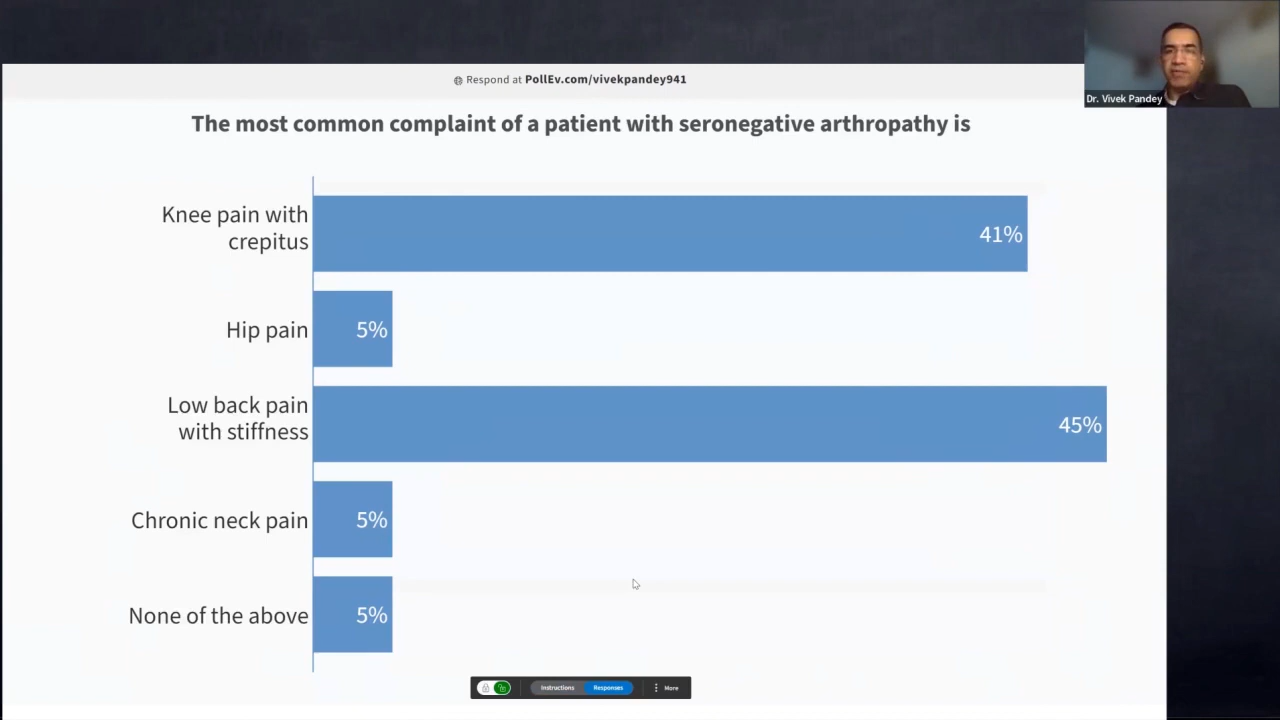 Respond at PollEv.com/vivekpandey941
Dr. Vivek Pandey
The most common complaint of a patient with seronegative arthropathy is
Knee pain with
crepitus
41%
Hip pain
5%
Low back pain
with stiffness
45%
Chronic neck pain
5%
None of the above
5%
Instructions
Responses
More